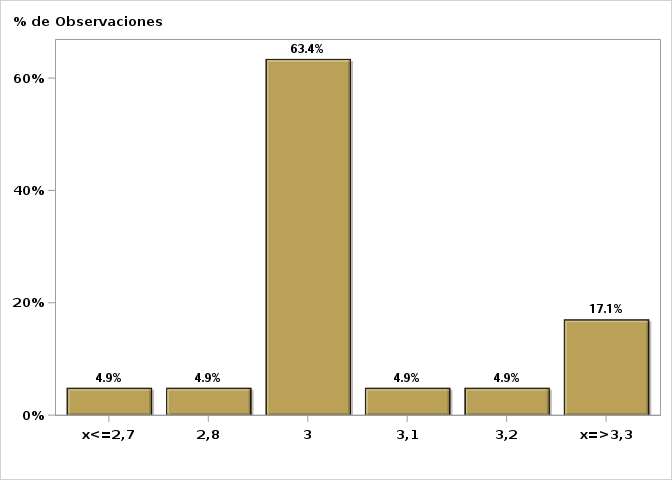 % de Observaciones
63.4%
60%
40%
20%
17.1%
4.9% 4.9% 4.9% 4.9%
0%
x<=2,7 2,8 3 3,1 3,2 x=>3,3